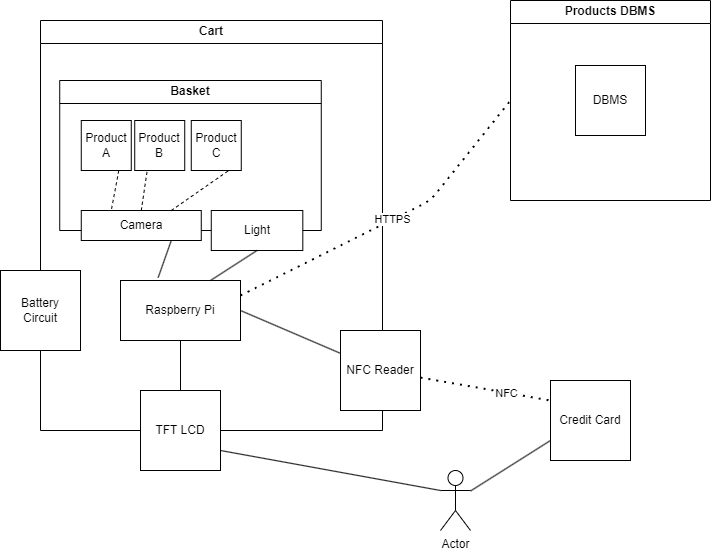 Products DBMS
Cart
Basket
DBMS
Product
A
Product
B
Product
C
HTTPS
Camera
Light
Battery
Circuit
Raspberry Pi
NFC Reader
NFC
Credit Card
TFT LCD
Actor